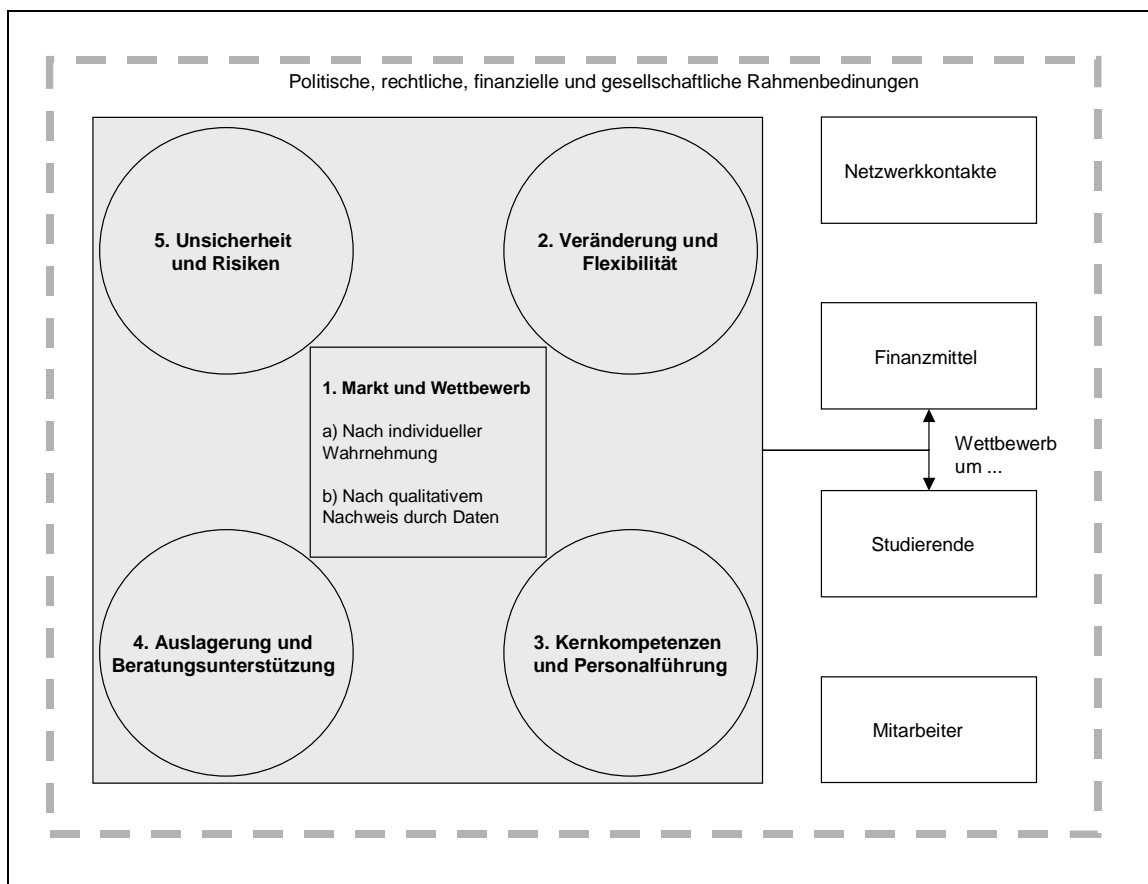 Politische, rechtliche, finanzielle und gesellschaftliche Rahmenbedinungen
5. Unsicherheit
und Risiken
2. Veränderung und
Flexibilität
1. Markt und Wettbewerb
a) Nach individueller
Wahrnehmung
b) Nach qualitativem
Nachweis durch Daten
4. Auslagerung und
Beratungsunterstützung
3. Kernkompetenzen
und Personalführung
Netzwerkkontakte
Finanzmittel
Wettbewerb
um ...
Studierende
Mitarbeiter